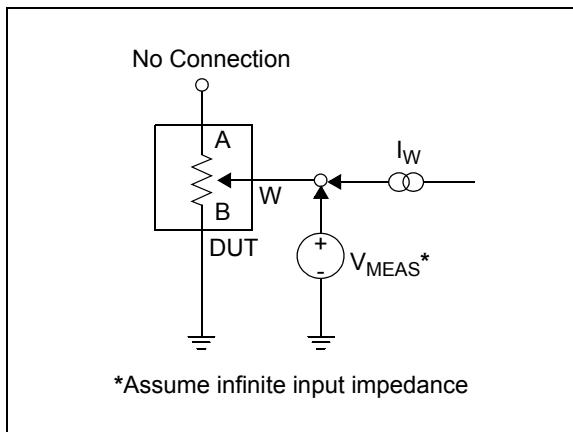 No Connection
A
I_W
W
B
DUT
+
-
V_MEAS*
*Assume infinite input impedance